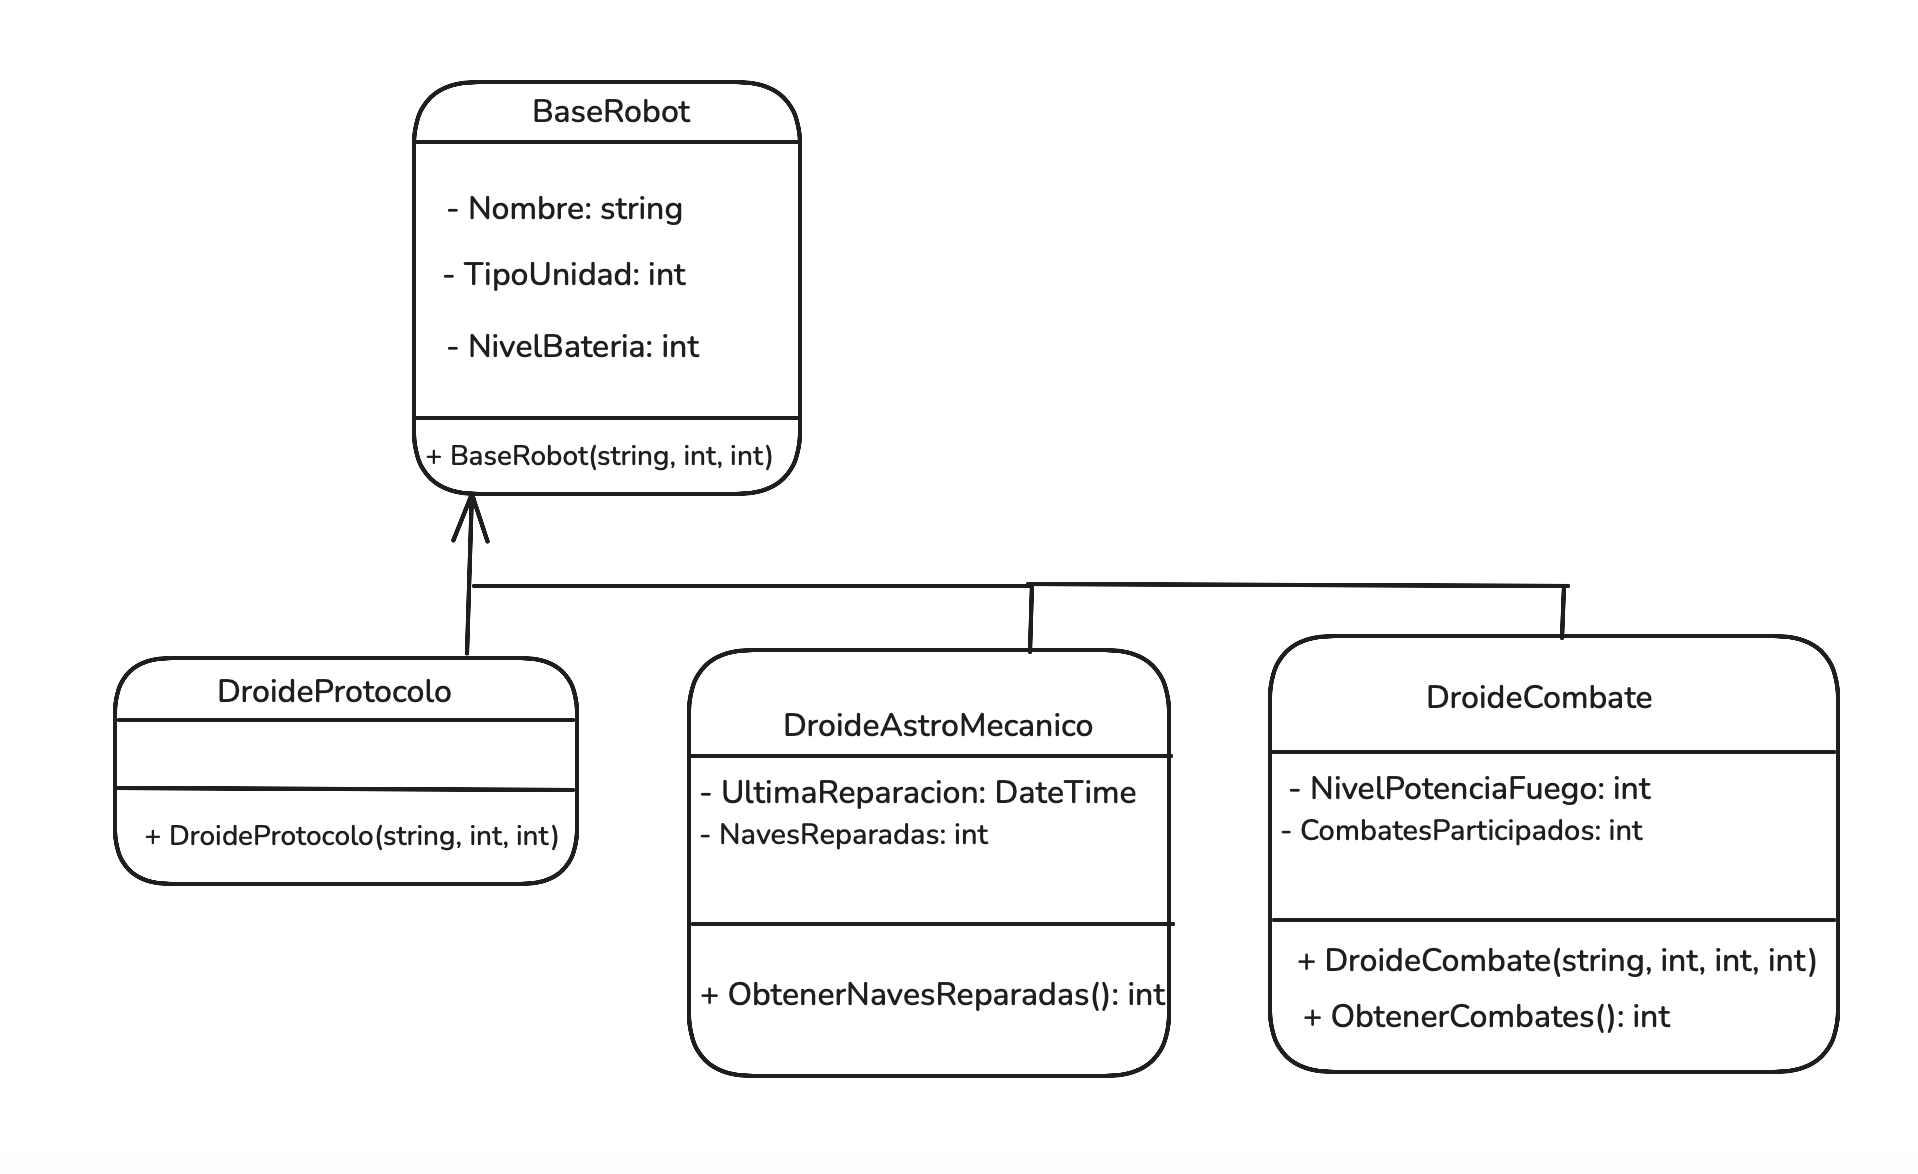 BaseRobot
- Nombre: string
- TipoUnidad: int
- NivelBateria: int
+ BaseRobot(string, int, int)
DroideProtocolo
+ DroideProtocolo(string, int, int)
DroideAstroMecanico
- UltimaReparacion: DateTime
- NavesReparadas: int
+ ObtenerNavesReparadas(): int
DroideCombate
- NivelPotenciaFuego: int
- CombatesParticipados: int
+ DroideCombate(string, int, int, int)
+ ObtenerCombates(): int